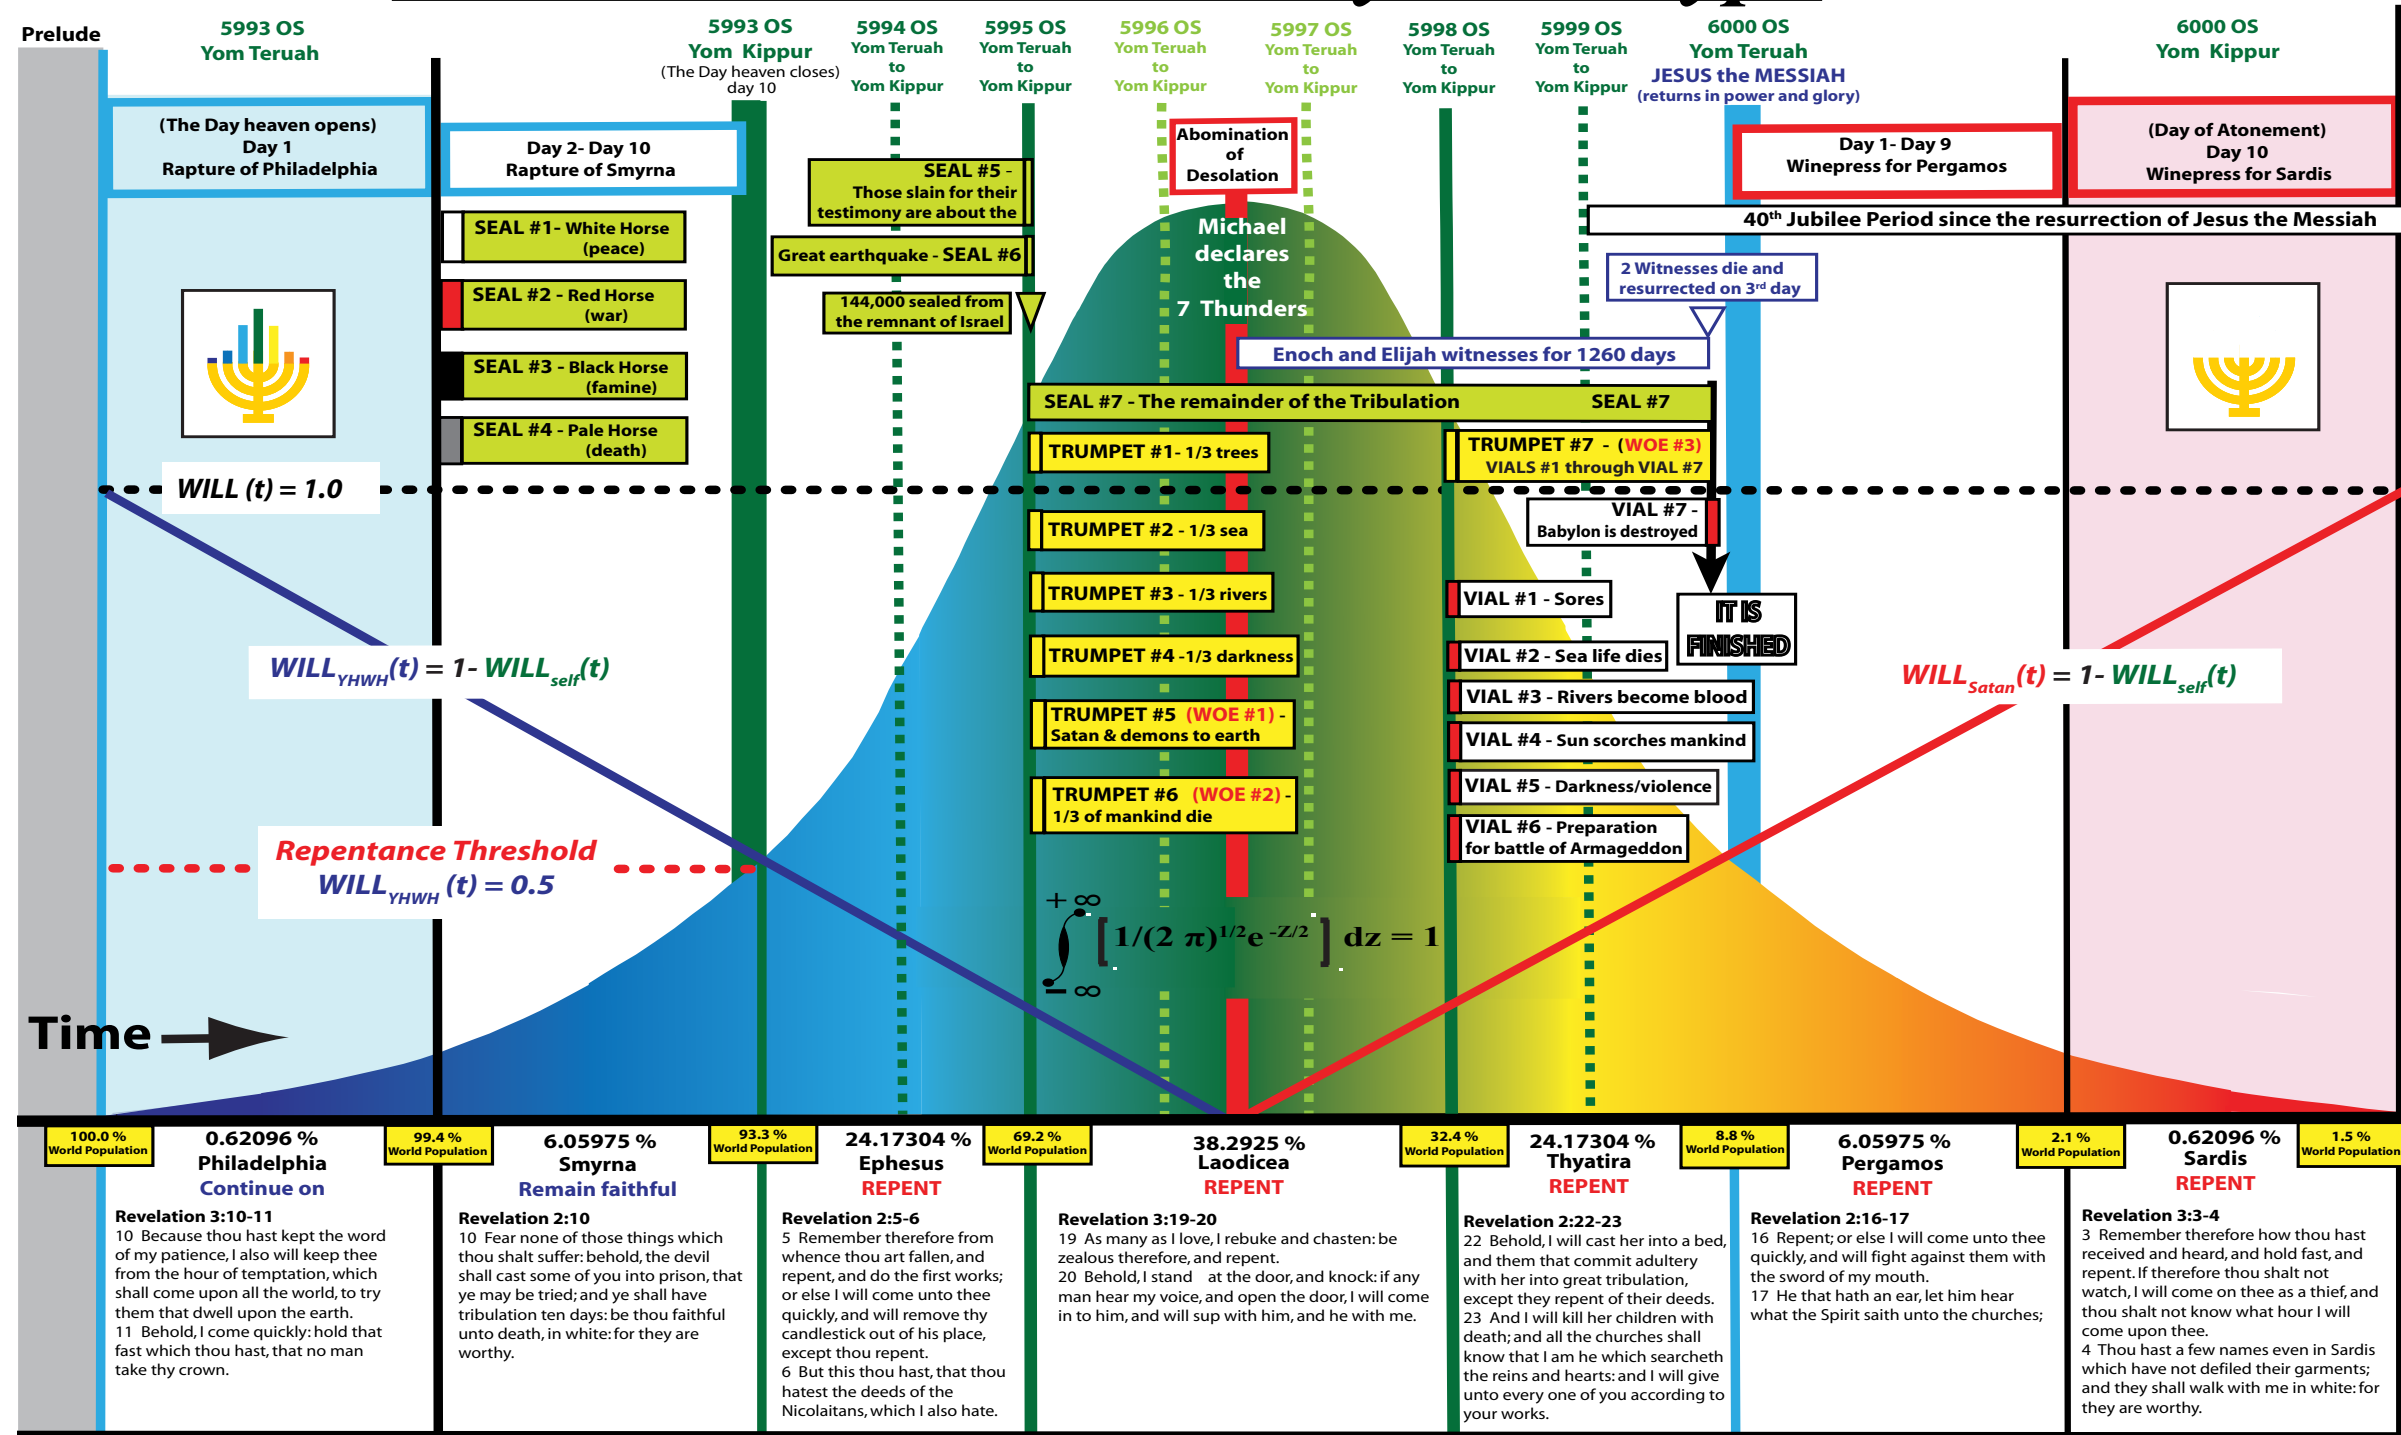 Prelude
5993 OS
Yom Teruah
5993 OS
Yom Kippur
(The Day heaven closes)
day 10
5994 OS
Yom Teruah
to
Yom Kippur
5995 OS
Yom Teruah
to
Yom Kippur
5996 OS
Yom Teruah
to
Yom Kippur
5997 OS
Yom Teruah
to
Yom Kippur
5998 OS
Yom Teruah
to
Yom Kippur
5999 OS
Yom Teruah
to
Yom Kippur
6000 OS
Yom Teruah
JESUS the MESSIAH
(returns in power and glory)
6000 OS
Yom Kippur
(The Day heaven opens)
Day 1
Rapture of Philadelphia
Day 2- Day 10
Rapture of Smyrna
SEAL #1- White Horse
(peace)
SEAL #2 - Red Horse
(war)
SEAL #3 - Black Horse
(famine)
SEAL #4 - Pale Horse
(death)
SEAL #5 -
Those slain for their
testimony are about the
Great earthquake - SEAL #6
144,000 sealed from
the remnant of Israel
Abomination
of
Desolation
Michael
declares
the
7 Thunders
Day 1- Day 9
Winepress for Pergamos
(Day of Atonement)
Day 10
Winepress for Sardis
40th Jubilee Period since the resurrection of Jesus the Messiah
2 Witnesses die and
resurrected on 3rd day
Enoch and Elijah witnesses for 1260 days
SEAL #7 - The remainder of the Tribulation SEAL #7
TRUMPET #1- 1/3 trees
TRUMPET #2 - 1/3 sea
TRUMPET #3 - 1/3 rivers
TRUMPET #4 -1/3 darkness
TRUMPET #5 (WOE #1) -
Satan & demons to earth
TRUMPET #6 (WOE #2) -
1/3 of mankind die
TRUMPET #7 - (WOE #3)
VIALS #1 through VIAL #7
VIAL #7 -
Babylon is destroyed
VIAL #1 - Sores
VIAL #2 - Sea life dies
VIAL #3 - Rivers become blood
VIAL #4 - Sun scorches mankind
VIAL #5 - Darkness/violence
VIAL #6 - Preparation
for battle of Armageddon
IT IS
FINISHED
WILL (t) = 1.0
WILLYHWH(t) = 1- WILLself(t)
WILLSatan(t) = 1- WILLself(t)
Repentance Threshold
WILLYHWH (t) = 0.5
+ ∞
∫ [1/(2 π)1/2e -Z/2 ] dz = 1
− ∞
Time
100.0 %
World Population
0.62096 %
Philadelphia
Continue on
99.4 %
World Population
6.05975 %
Smyrna
Remain faithful
93.3 %
World Population
24.17304 %
Ephesus
REPENT
69.2 %
World Population
38.2925 %
Laodicea
REPENT
32.4 %
World Population
24.17304 %
Thyatira
REPENT
8.8 %
World Population
6.05975 %
Pergamos
REPENT
2.1 %
World Population
0.62096 %
Sardis
REPENT
1.5 %
World Population
Revelation 3:10-11
10 Because thou hast kept the word
of my patience, I also will keep thee
from the hour of temptation, which
shall come upon all the world, to try
them that dwell upon the earth.
11 Behold, I come quickly: hold that
fast which thou hast, that no man
take thy crown.
Revelation 2:10
10 Fear none of those things which
thou shalt suffer: behold, the devil
shall cast some of you into prison, that
ye may be tried; and ye shall have
tribulation ten days: be thou faithful
unto death, in white: for they are
worthy.
Revelation 2:5-6
5 Remember therefore from
whence thou art fallen, and
repent, and do the first works;
or else I will come unto thee
quickly, and will remove thy
candlestick out of his place,
except thou repent.
6 But this thou hast, that thou
hatest the deeds of the
Nicolaitans, which I also hate.
Revelation 3:19-20
19 As many as I love, I rebuke and chasten: be
zealous therefore, and repent.
20 Behold, I stand at the door, and knock: if any
man hear my voice, and open the door, I will come
in to him, and will sup with him, and he with me.
Revelation 2:22-23
22 Behold, I will cast her into a bed,
and them that commit adultery
with her into great tribulation,
except they repent of their deeds.
23 And I will kill her children with
death; and all the churches shall
know that I am he which searcheth
the reins and hearts: and I will give
unto every one of you according to
your works.
Revelation 2:16-17
16 Repent; or else I will come unto thee
quickly, and will fight against them with
the sword of my mouth.
17 He that hath an ear, let him hear
what the Spirit saith unto the churches;
Revelation 3:3-4
3 Remember therefore how thou hast
received and heard, and hold fast, and
repent. If therefore thou shalt not
watch, I will come on thee as a thief, and
thou shalt not know what hour I will
come upon thee.
4 Thou hast a few names even in Sardis
which have not defiled their garments;
and they shall walk with me in white: for
they are worthy.